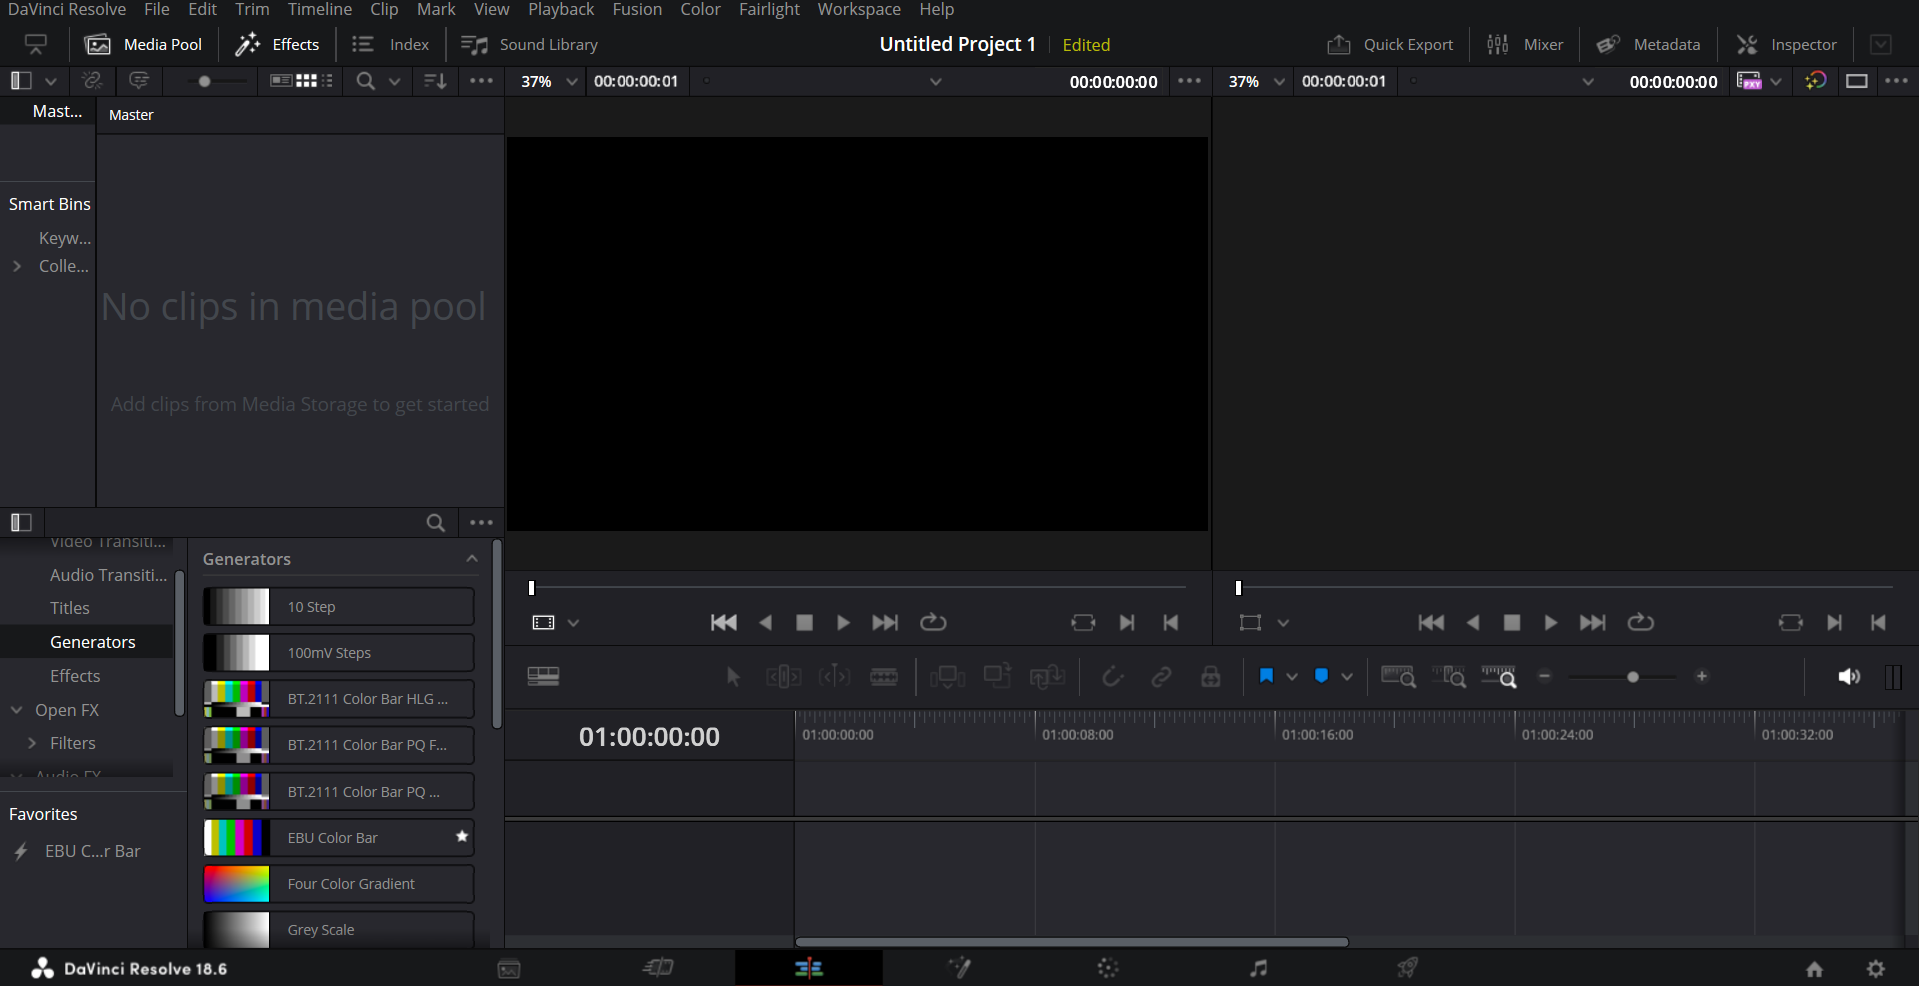 DaVinci Resolve File Edit Trim Timeline Clip Mark View Playback Fusion Color Fairlight Workspace Help
Media Pool Effects Index Sound Library Untitled Project 1 Edited Quick Export Mixer Metadata Inspector
37% 00:00:00:01 00:00:00:00 37% 00:00:00:01 00:00:00:00 PXY
Mast... Master
Smart Bins
Keyw...
Colle...
No clips in media pool
Add clips from Media Storage to get started
Video Transiti...
Audio Transiti...
Titles
Generators
Effects
Open FX
Filters
Audio FX
Favorites
EBU C...r Bar
Generators
10 Step
100mV Steps
BT.2111 Color Bar HLG ...
BT.2111 Color Bar PQ F...
BT.2111 Color Bar PQ ...
EBU Color Bar
Four Color Gradient
Grey Scale
01:00:00:00 01:00:00:00 01:00:08:00 01:00:16:00 01:00:24:00 01:00:32:00
DaVinci Resolve 18.6